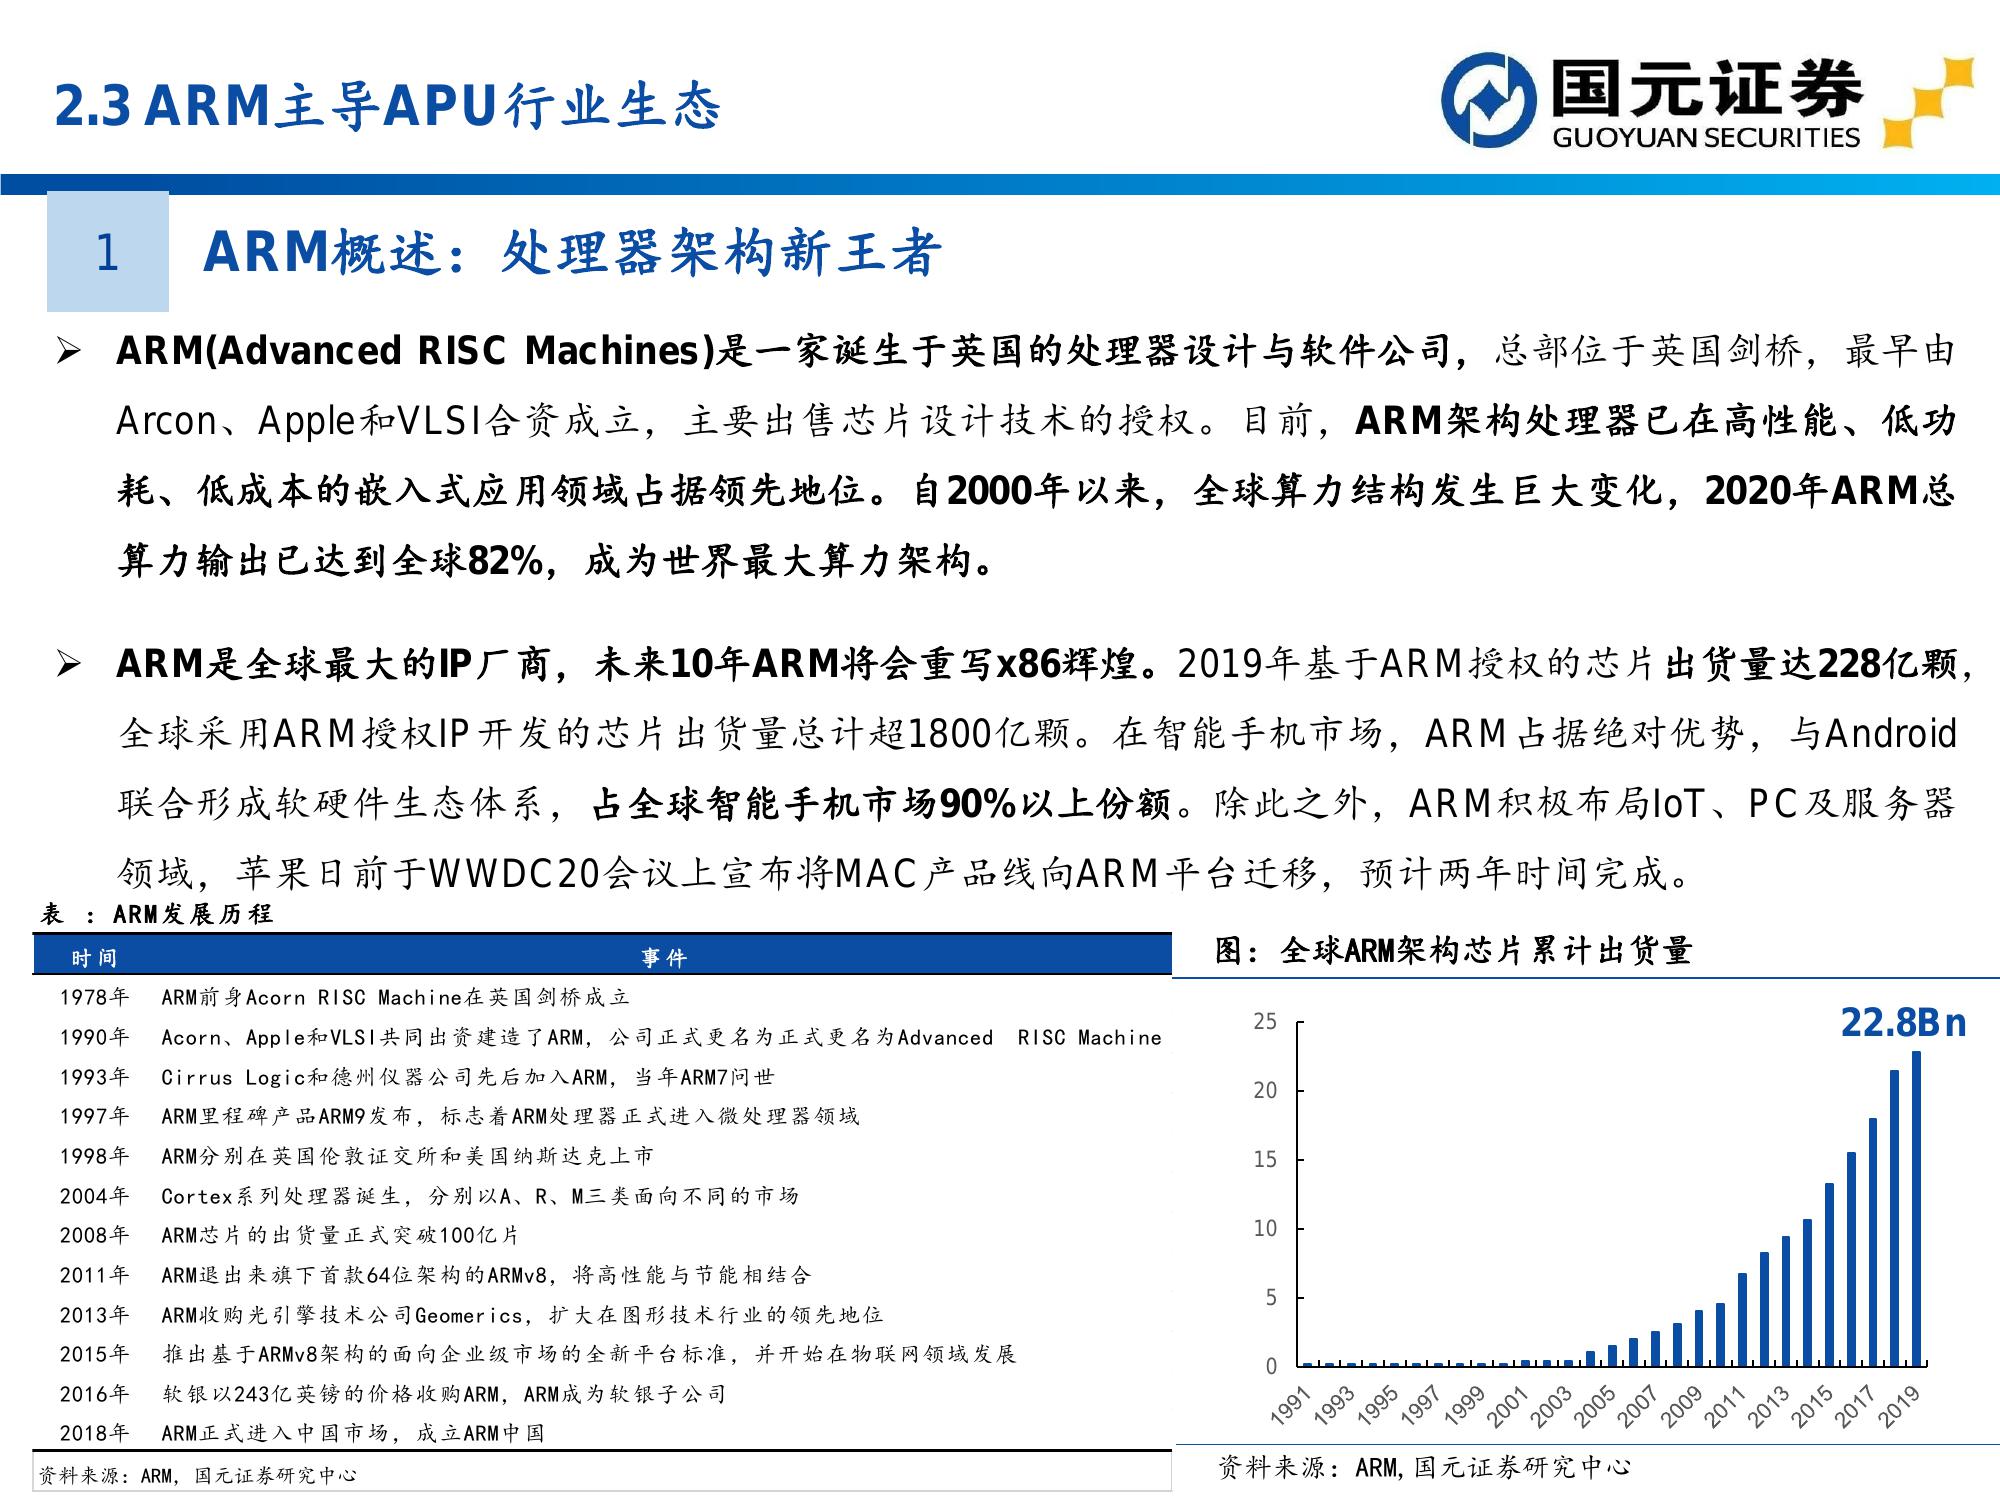 2.3 ARM主导APU行业生态
国元证券
GUOYUAN SECURITIES
1
ARM概述：处理器架构新王者
➢ ARM(Advanced RISC Machines)是一家诞生于英国的处理器设计与软件公司，总部位于英国剑桥，最早由
Arcon、Apple和VLSI合资成立，主要出售芯片设计技术的授权。目前，ARM架构处理器已在高性能、低功
耗、低成本的嵌入式应用领域占据领先地位。自2000年以来，全球算力结构发生巨大变化，2020年ARM总
算力输出已达到全球82%，成为世界最大算力架构。
➢ ARM是全球最大的IP厂商，未来10年ARM将会重写x86辉煌。2019年基于ARM授权的芯片出货量达228亿颗，
全球采用ARM授权IP开发的芯片出货量总计超1800亿颗。在智能手机市场，ARM占据绝对优势，与Android
联合形成软硬件生态体系，占全球智能手机市场90%以上份额。除此之外，ARM积极布局IoT、PC及服务器
领域，苹果日前于WWDC20会议上宣布将MAC产品线向ARM平台迁移，预计两年时间完成。
表 ：ARM发展历程
时间 事件
1978年 ARM前身Acorn RISC Machine在英国剑桥成立
1990年 Acorn、Apple和VLSI共同出资建造了ARM，公司正式更名为正式更名为Advanced RISC Machine
1993年 Cirrus Logic和德州仪器公司先后加入ARM，当年ARM7问世
1997年 ARM里程碑产品ARM9发布，标志着ARM处理器正式进入微处理器领域
1998年 ARM分别在英国伦敦证交所和美国纳斯达克上市
2004年 Cortex系列处理器诞生，分别以A、R、M三类面向不同的市场
2008年 ARM芯片的出货量正式突破100亿片
2011年 ARM退出来旗下首款64位架构的ARMv8，将高性能与节能相结合
2013年 ARM收购光引擎技术公司Geomerics，扩大在图形技术行业的领先地位
2015年 推出基于ARMv8架构的面向企业级市场的全新平台标准，并开始在物联网领域发展
2016年 软银以243亿英镑的价格收购ARM，ARM成为软银子公司
2018年 ARM正式进入中国市场，成立ARM中国
资料来源：ARM，国元证券研究中心
图：全球ARM架构芯片累计出货量
22.8Bn
25
20
15
10
5
0
1991 1993 1995 1997 1999 2001 2003 2005 2007 2009 2011 2013 2015 2017 2019
资料来源：ARM,国元证券研究中心